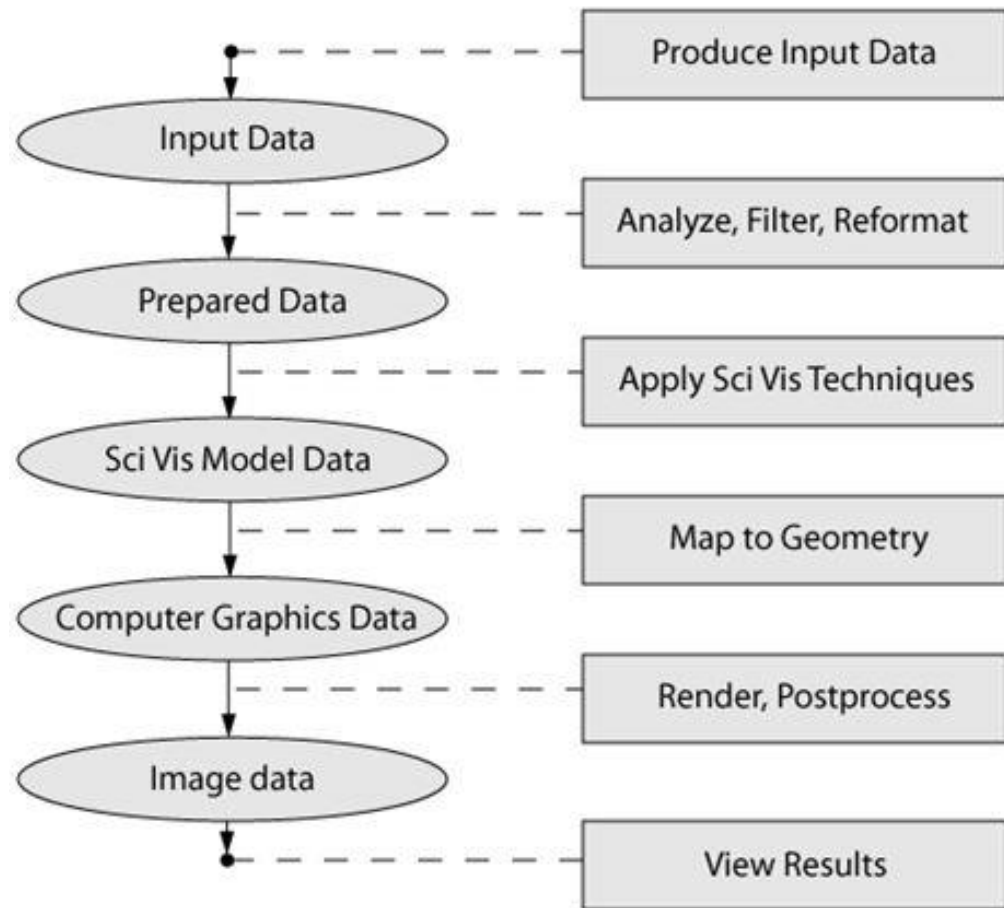 Produce Input Data
Input Data
Analyze, Filter, Reformat
Prepared Data
Apply Sci Vis Techniques
Sci Vis Model Data
Map to Geometry
Computer Graphics Data
Render, Postprocess
Image data
View Results